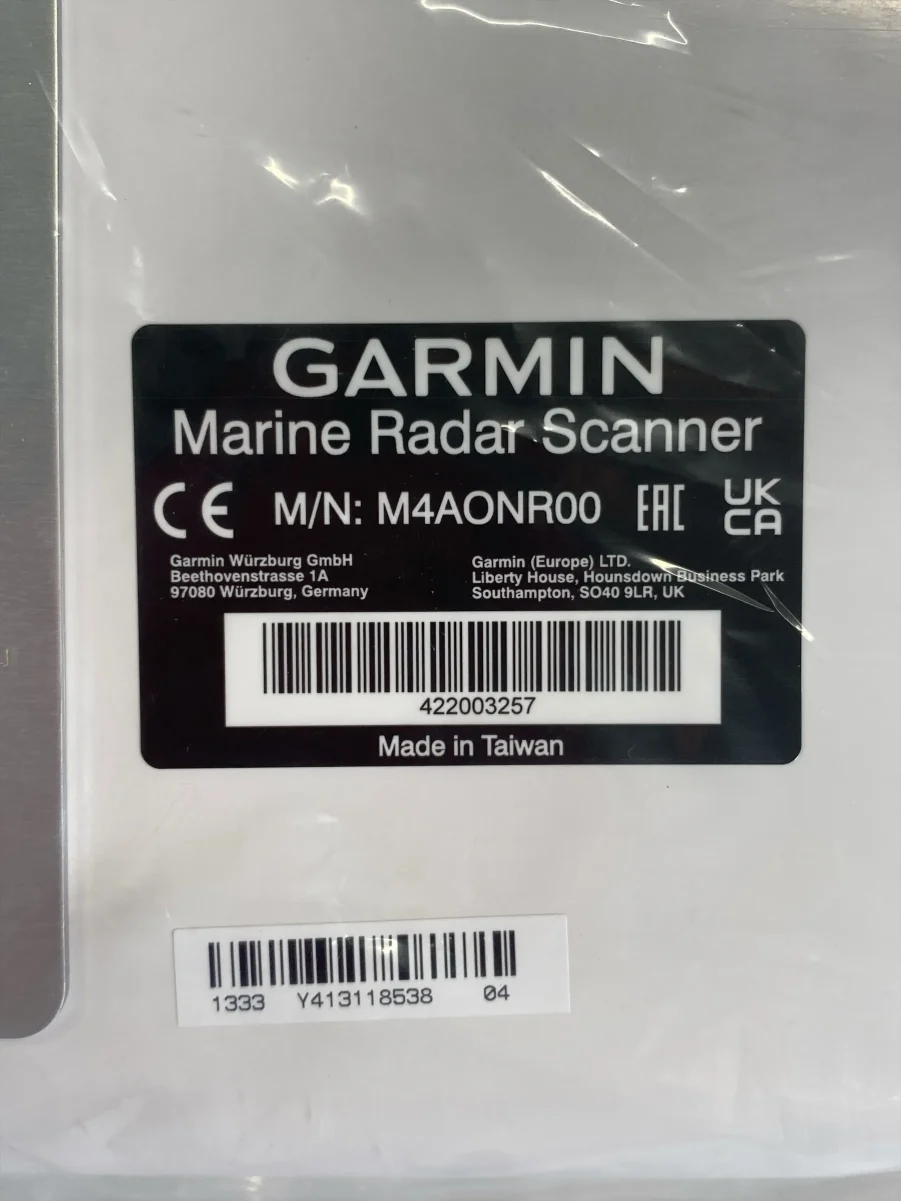 GARMIN
Marine Radar Scanner
CE M/N: M4AONR00 EAC UK CA
Garmin Würzburg GmbH
Beethovenstrasse 1A
97080 Würzburg, Germany
Garmin (Europe) LTD.
Liberty House, Hounsdown Business Park
Southampton, SO40 9LR, UK
422003257
Made in Taiwan
1333 Y413118538 04